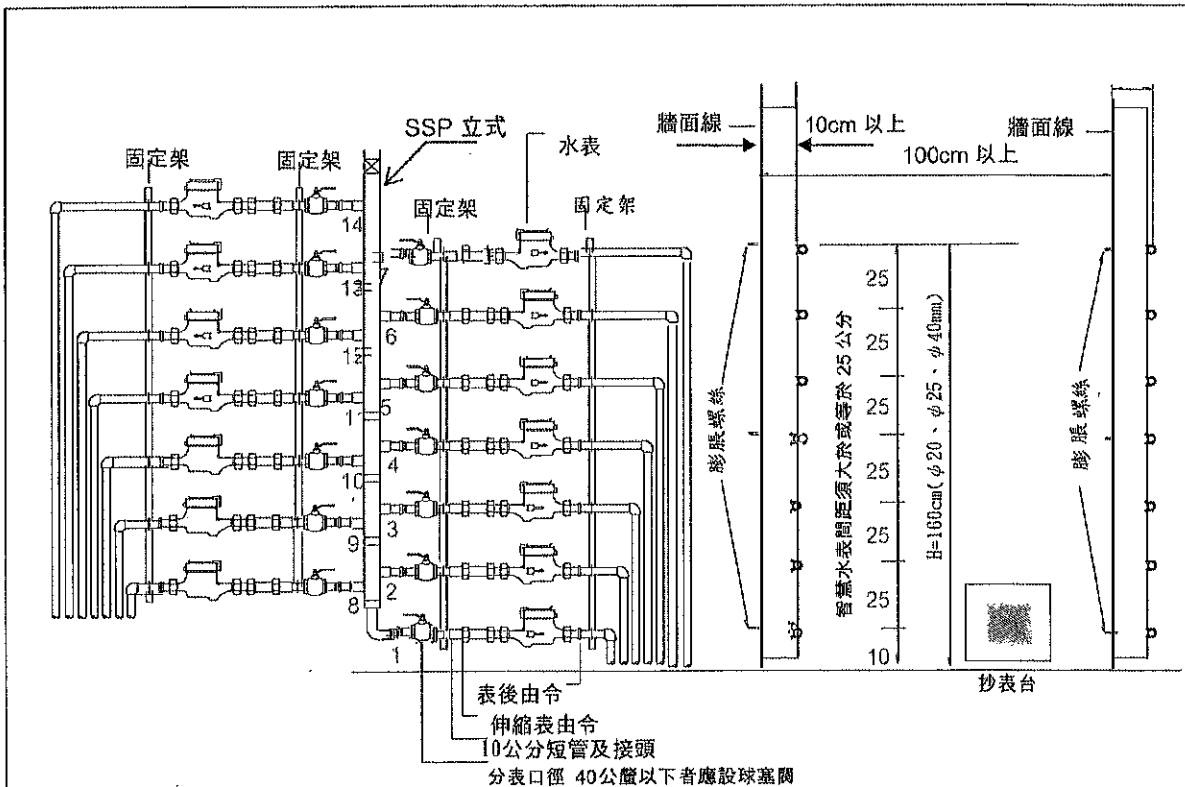 SSP 立式
水表
固定架
固定架
固定架
固定架
牆面線
10cm 以上
100cm 以上
牆面線
14
13
12
1
10
9
8
7
6
5
4
3
2
1
膨脹螺絲
25
25
25
25
25
25
10
智慧水表間距須大於或等於 25 公分
H=160cm(φ20、φ25、φ40mm)
膨脹螺絲
抄表台
表後由令
伸縮表由令
10公分短管及接頭
分表口徑 40公釐以下者應設球塞閥